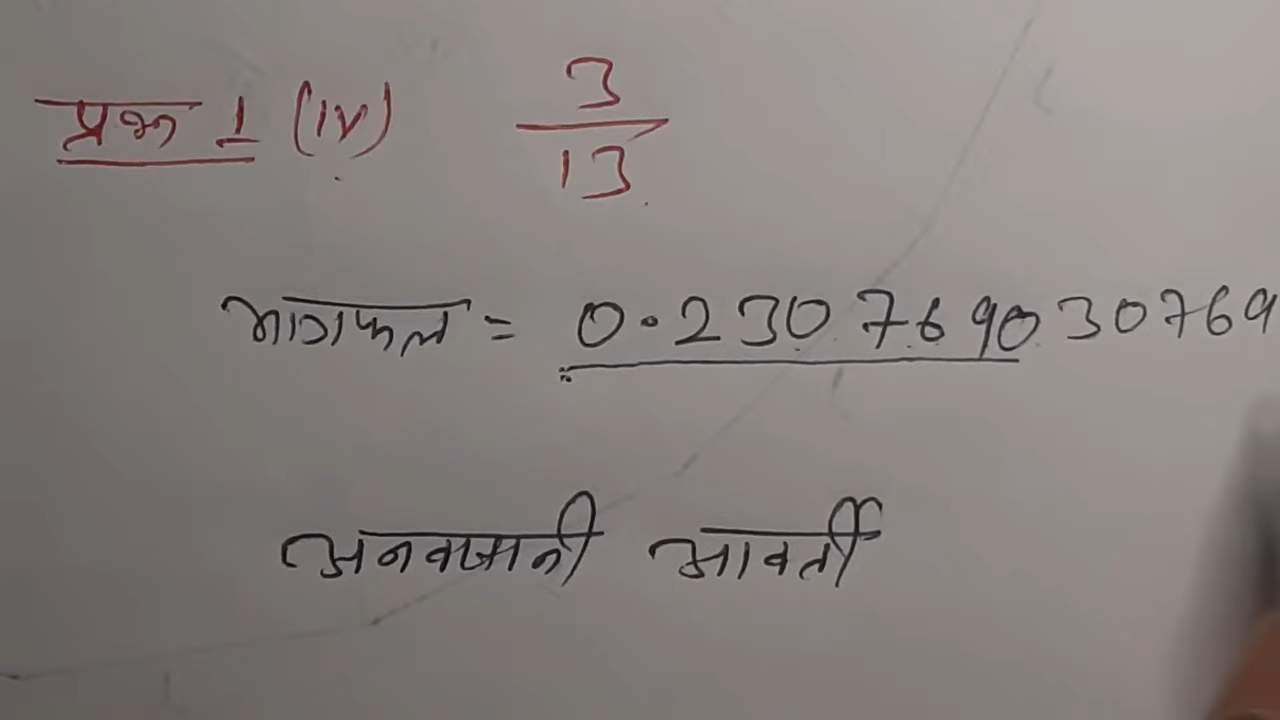 प्रश्न 1 (iv) 3/13
भागफल = 0.230769030769
अनवसानी आवर्ती